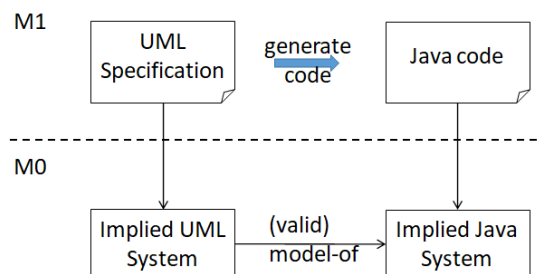 M1
UML
Specification
generate
code
Java code
M0
Implied UML
System
(valid)
model-of
Implied Java
System